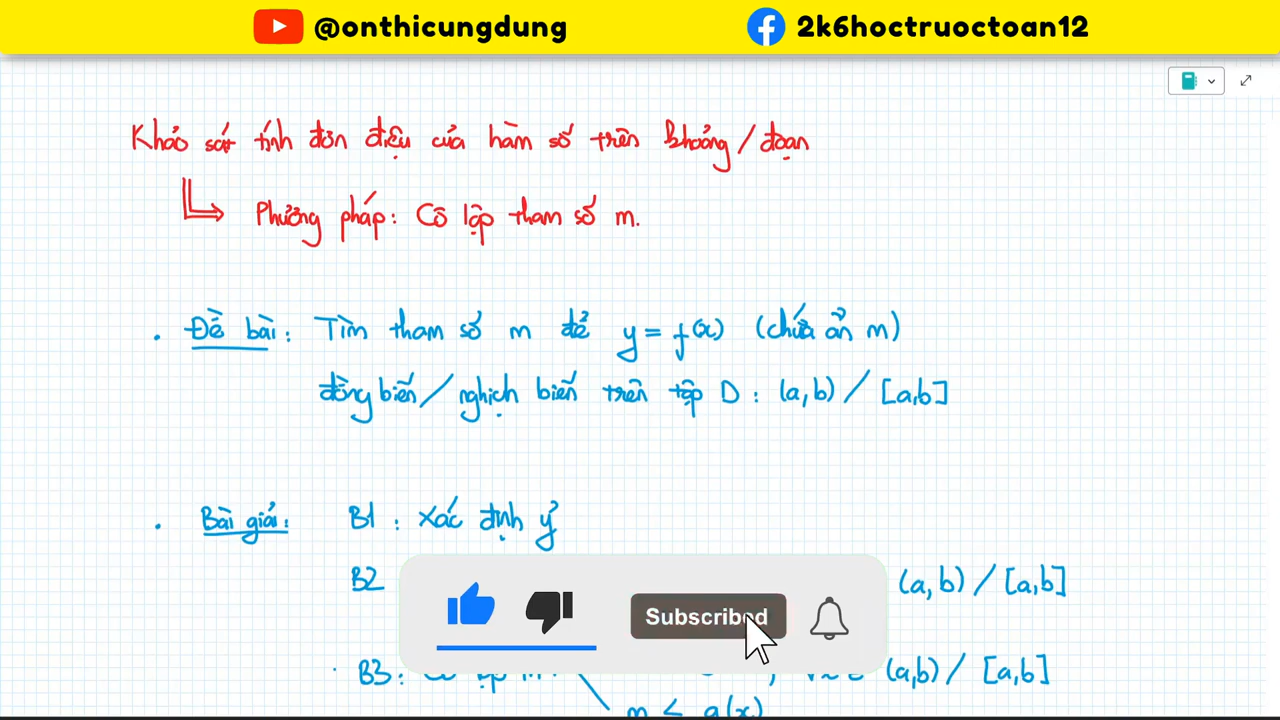 @onthicungdung
2k6hoctruoctoan12
Khảo sát tính đơn điệu của hàm số trên khoảng / đoạn
Phương pháp: Cô lập tham số m.
. Đề bài: Tìm tham số m để y = f(x) (chứa ẩn m)
đồng biến / nghịch biến trên tập D: (a, b) / [a, b]
. Bài giải: B1: Xác định y'
B2 (a, b) / [a, b]
Subscribed
B3: Cô lập m: (a, b) / [a, b]
m ≤ g(x)